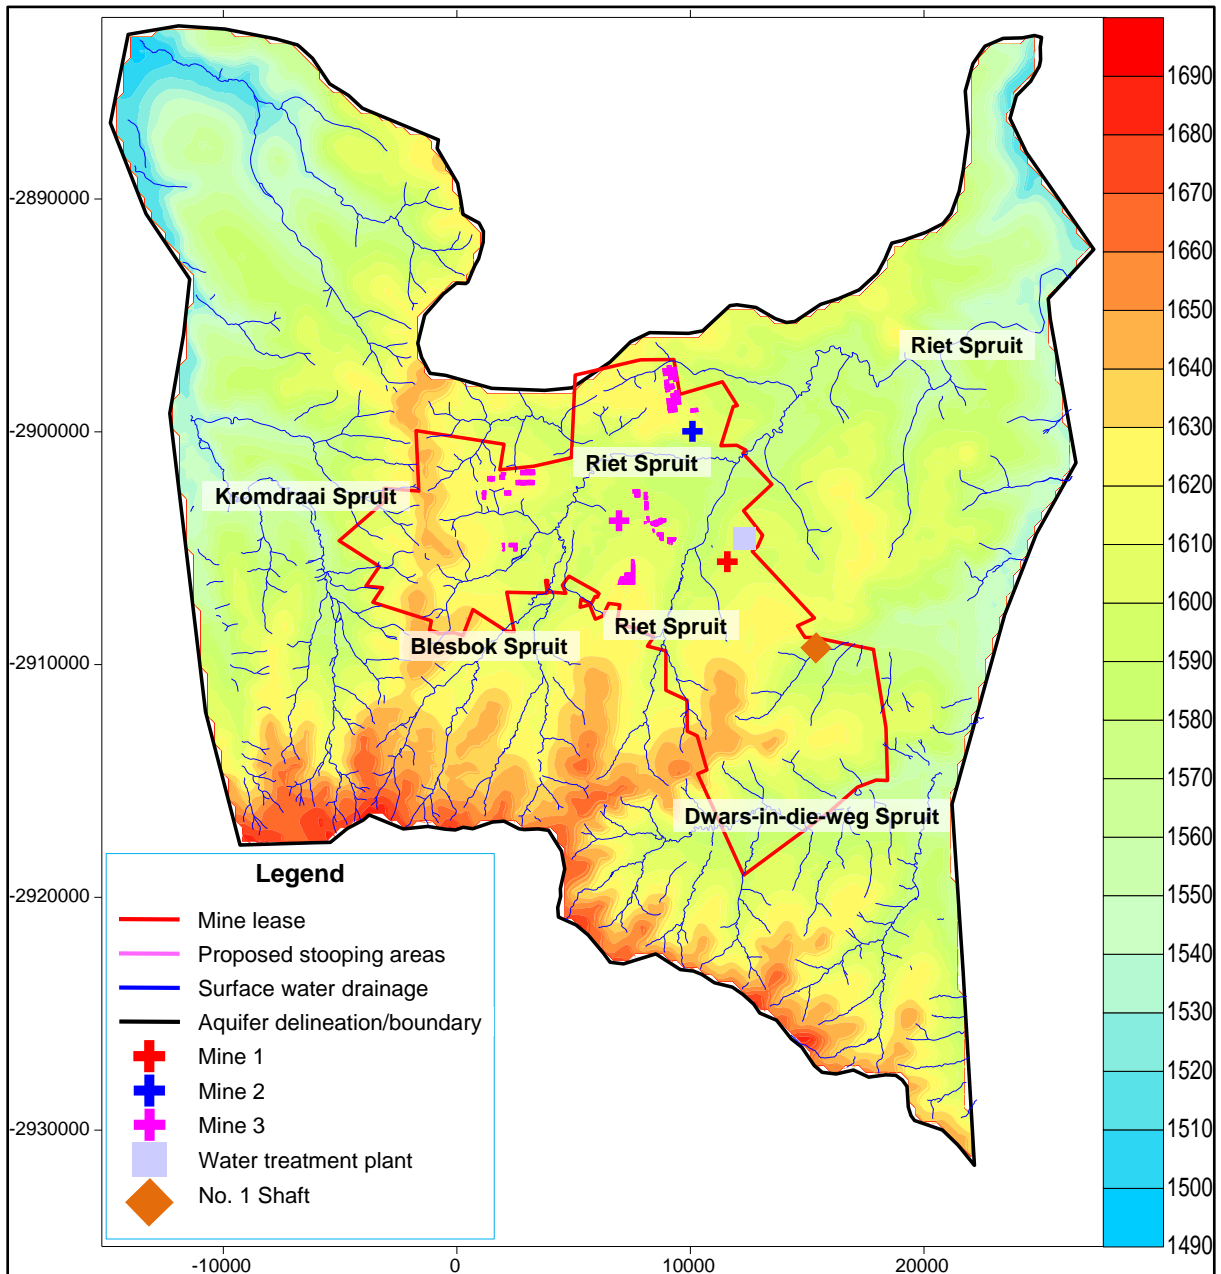 1690
1680
1670
1660
1650
1640
1630
1620
1610
1600
1590
1580
1570
1560
1550
1540
1530
1520
1510
1500
1490
-2890000
-2900000
-2910000
-2920000
-2930000
Riet Spruit
Riet Spruit
Kromdraai Spruit
Riet Spruit
Blesbok Spruit
Dwars-in-die-weg Spruit
Legend
Mine lease
Proposed stooping areas
Surface water drainage
Aquifer delineation/boundary
Mine 1
Mine 2
Mine 3
Water treatment plant
No. 1 Shaft
-10000
0
10000
20000